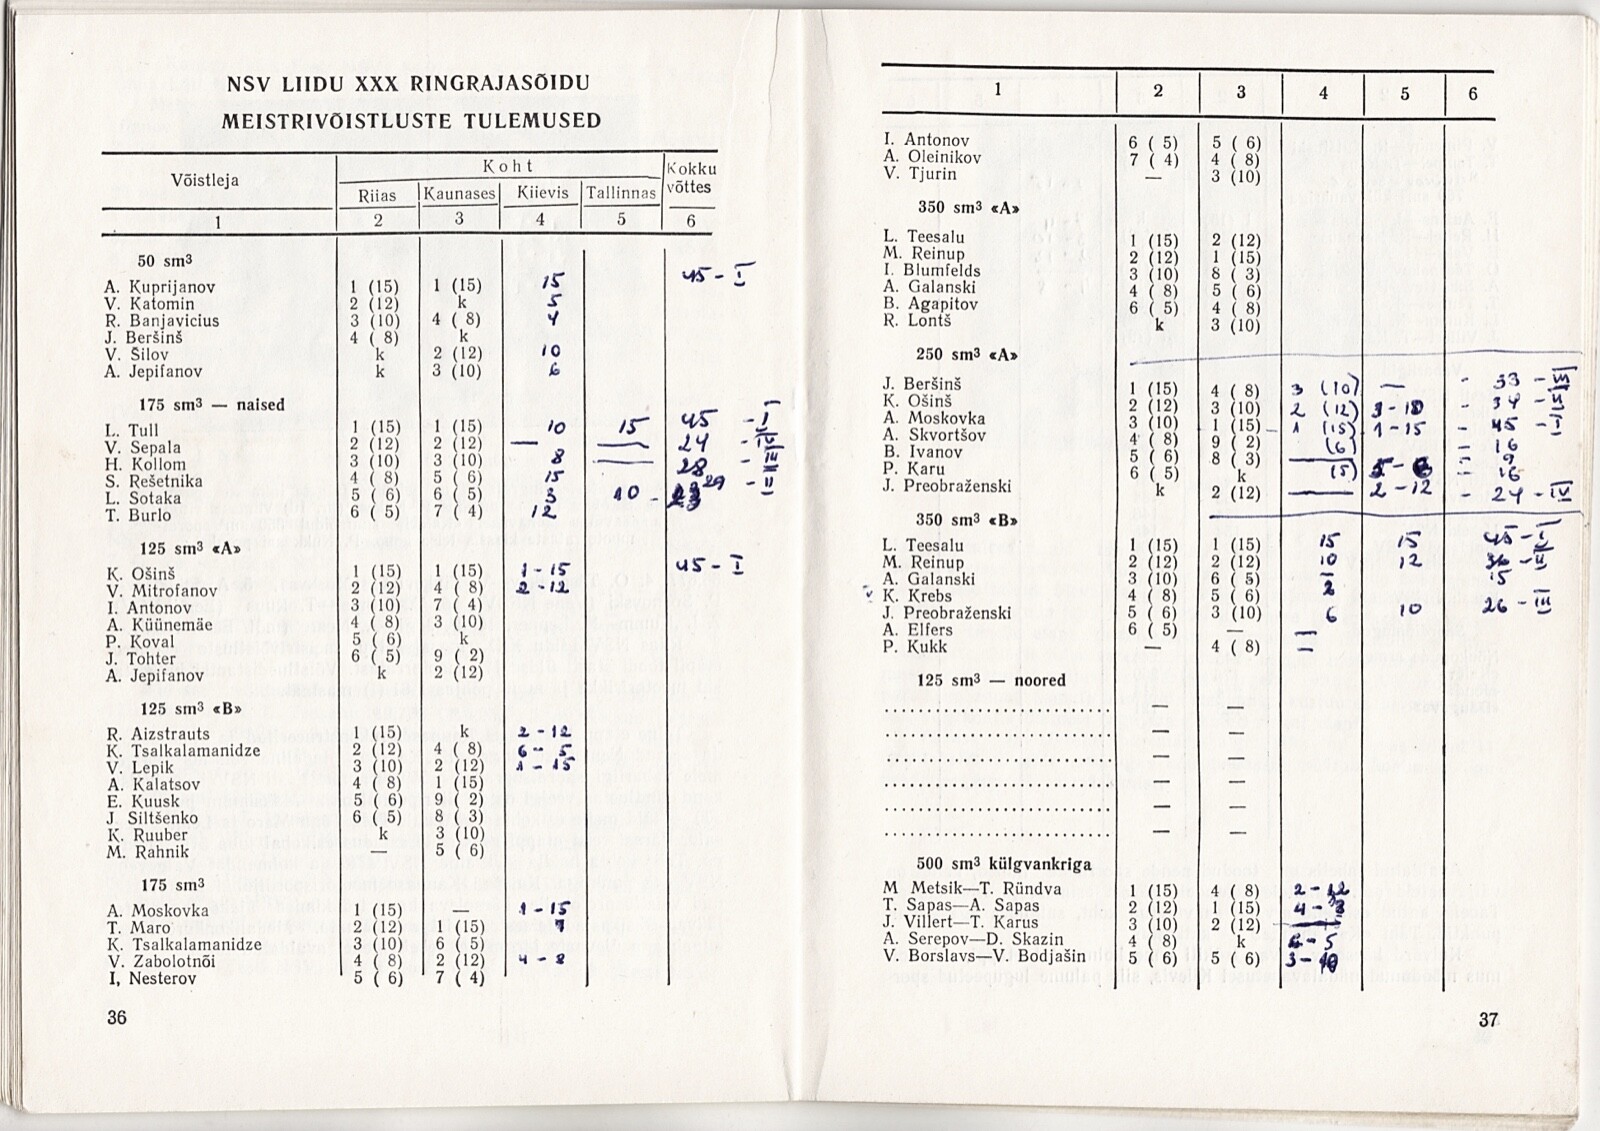 NSV LIIDU XXX RINGRAJASÕIDU
MEISTRIVÕISTLUSTE TULEMUSED
Võistleja Koht Kokku võttes
Riias Kaunases Kiievis Tallinnas
1 2 3 4 5 6
50 sm³
A. Kuprijanov 1 (15) 1 (15) 15 45 - I
V. Katomin 2 (12) k 5
R. Banjavicius 3 (10) 4 ( 8) 4
J. Beršinš 4 ( 8) k
V. Šilov k 2 (12) 10
A. Jepifanov k 3 (10) 6
175 sm³ — naised
L. Tull 1 (15) 1 (15) 10 15 45 - I
V. Sepala 2 (12) 2 (12) — — 24 - IV
H. Kollom 3 (10) 3 (10) 8 — 28 - III
S. Rešetnika 4 ( 8) 5 ( 6) 15 29 - II
L. Sotaka 5 ( 6) 6 ( 5) 3 10 - 23
T. Burlo 6 ( 5) 7 ( 4) 12
125 sm³ «A»
K. Ošinš 1 (15) 1 (15) 1 - 15 45 - I
V. Mitrofanov 2 (12) 4 ( 8) 2 - 12
I. Antonov 3 (10) 7 ( 4)
A. Küünemäe 4 ( 8) 3 (10)
P. Koval 5 ( 6) k
J. Tohter 6 ( 5) 9 ( 2)
A. Jepifanov k 2 (12)
125 sm³ «B»
R. Aizstrauts 1 (15) k 2 - 12
K. Tsalkalamanidze 2 (12) 4 ( 8) 6 - 5
V. Lepik 3 (10) 2 (12) 1 - 15
A. Kalatsov 4 ( 8) 1 (15)
E. Kuusk 5 ( 6) 9 ( 2)
J Siltšenko 6 ( 5) 8 ( 3)
K. Ruuber k 3 (10)
M. Rahnik — 5 ( 6)
175 sm³
A. Moskovka 1 (15) — 1 - 15
T. Maro 2 (12) 1 (15)
K. Tsalkalamanidze 3 (10) 6 ( 5)
V. Zabolotnõi 4 ( 8) 2 (12) 4 - 8
I, Nesterov 5 ( 6) 7 ( 4)
36
1 2 3 4 5 6
I. Antonov 6 ( 5) 5 ( 6)
A. Oleinikov 7 ( 4) 4 ( 8)
V. Tjurin — 3 (10)
350 sm³ «A»
L. Teesalu 1 (15) 2 (12)
M. Reinup 2 (12) 1 (15)
I. Blumfelds 3 (10) 8 ( 3)
A. Galanski 4 ( 8) 5 ( 6)
B. Agapitov 6 ( 5) 4 ( 8)
R. Lontš k 3 (10)
250 sm³ «A»
J. Beršinš 1 (15) 4 ( 8) 3 (10) — - 33 - III
K. Ošinš 2 (12) 3 (10) 2 (12) 3-10 - 34 - II
A. Moskovka 3 (10) 1 (15) 1 (15) 1-15 - 45 - I
A. Skvortšov 4 ( 8) 9 ( 2) (6) - 16
B. Ivanov 5 ( 6) 8 ( 3) — - 9
P. Karu 6 ( 5) k (5) - 16
J. Preobraženski k 2 (12) — 2-12 - 24 - IV
350 sm³ «B»
L. Teesalu 1 (15) 1 (15) 15 15 45 - I
M. Reinup 2 (12) 2 (12) 10 12 36 - II
A. Galanski 3 (10) 6 ( 5) — 15
K. Krebs 4 ( 8) 5 ( 6) 2
J. Preobraženski 5 ( 6) 3 (10) 6 10 26 - III
A. Elfers 6 ( 5) — —
P. Kukk — 4 ( 8) —
125 sm³ — noored
.............................. — —
.............................. — —
.............................. — —
.............................. — —
.............................. — —
.............................. — —
500 sm³ külgvankriga
M Metsik—T. Ründva 1 (15) 4 ( 8) 2 - 12
T. Sapas—A. Sapas 2 (12) 1 (15) 4 - 8
J. Villert—T. Karus 3 (10) 2 (12) —
A. Serepov—D. Skazin 4 ( 8) k 6 - 5
V. Borslavs—V. Bodjašin 5 ( 6) 5 ( 6) 3 - 10
37